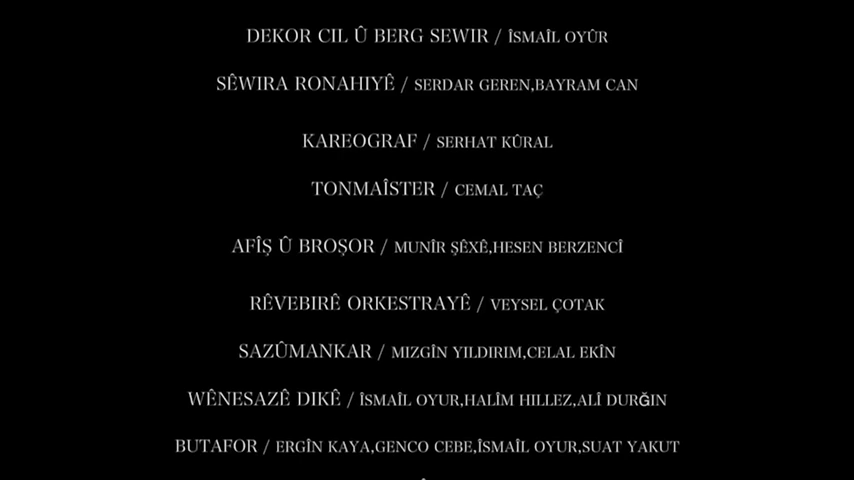 DEKOR CIL Û BERG SEWIR / ÎSMAÎL OYÛR
SÊWIRA RONAHIYÊ / SERDAR GEREN,BAYRAM CAN
KAREOGRAF / SERHAT KÛRAL
TONMAÎSTER / CEMAL TAÇ
AFÎŞ Û BROŞOR / MUNÎR ŞÊXÊ,HESEN BERZENCÎ
RÊVEBIRÊ ORKESTRAYÊ / VEYSEL ÇOTAK
SAZÛMANKAR / MIZGÎN YILDIRIM,CELAL EKÎN
WÊNESAZÊ DIKÊ / ÎSMAÎL OYUR,HALÎM HILLEZ,ALÎ DURĞIN
BUTAFOR / ERGÎN KAYA,GENCO CEBE,ÎSMAÎL OYUR,SUAT YAKUT